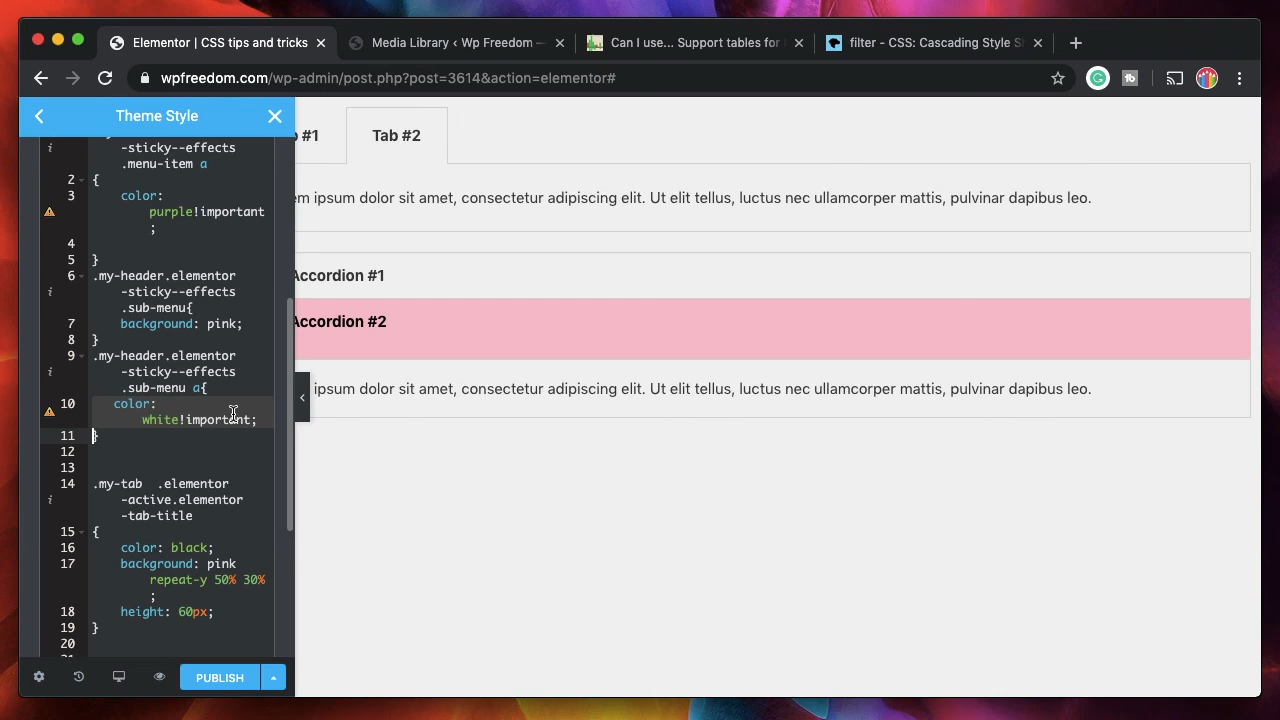 Elementor | CSS tips and tricks
Media Library ‹ Wp Freedom —
Can I use... Support tables for
filter - CSS: Cascading Style S
wpfreedom.com/wp-admin/post.php?post=3614&action=elementor#
Theme Style
-sticky--effects
.menu-item a
2 {
3 color:
purple!important
;
4
5 }
6 .my-header.elementor
-sticky--effects
.sub-menu{
7 background: pink;
8 }
9 .my-header.elementor
-sticky--effects
.sub-menu a{
10 color:
white!important;
11 }
12
13
14 .my-tab .elementor
-active.elementor
-tab-title
15 {
16 color: black;
17 background: pink
repeat-y 50% 30%
;
18 height: 60px;
19 }
20
PUBLISH
#1
Tab #2
em ipsum dolor sit amet, consectetur adipiscing elit. Ut elit tellus, luctus nec ullamcorper mattis, pulvinar dapibus leo.
Accordion #1
Accordion #2
ipsum dolor sit amet, consectetur adipiscing elit. Ut elit tellus, luctus nec ullamcorper mattis, pulvinar dapibus leo.